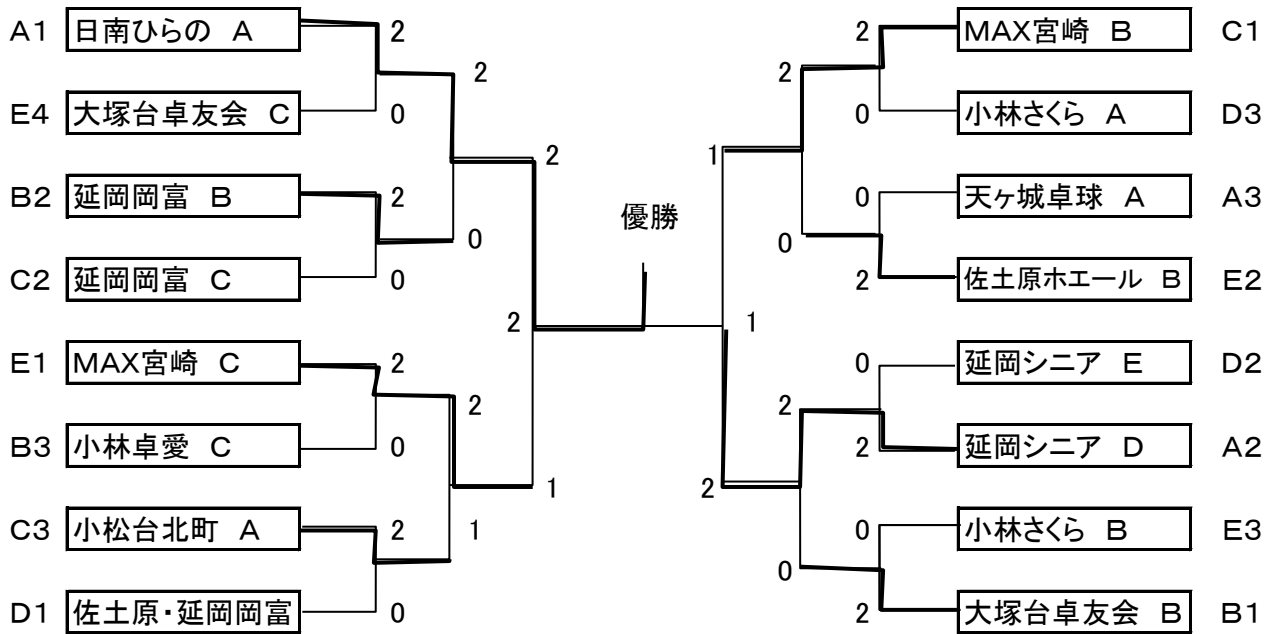 A1 日南ひらの A 2 2 MAX宮崎 B C1
2 2
E4 大塚台卓友会 C 0 0 小林さくら A D3
2 1
B2 延岡岡富 B 2 0 天ヶ城卓球 A A3
優勝
0 0
C2 延岡岡富 C 0 2 佐土原ホエール B E2
2 1
E1 MAX宮崎 C 2 0 延岡シニア E D2
2 2
B3 小林卓愛 C 0 2 延岡シニア D A2
1 2
C3 小松台北町 A 2 1 0 小林さくら B E3
0
D1 佐土原・延岡岡富 0 2 大塚台卓友会 B B1